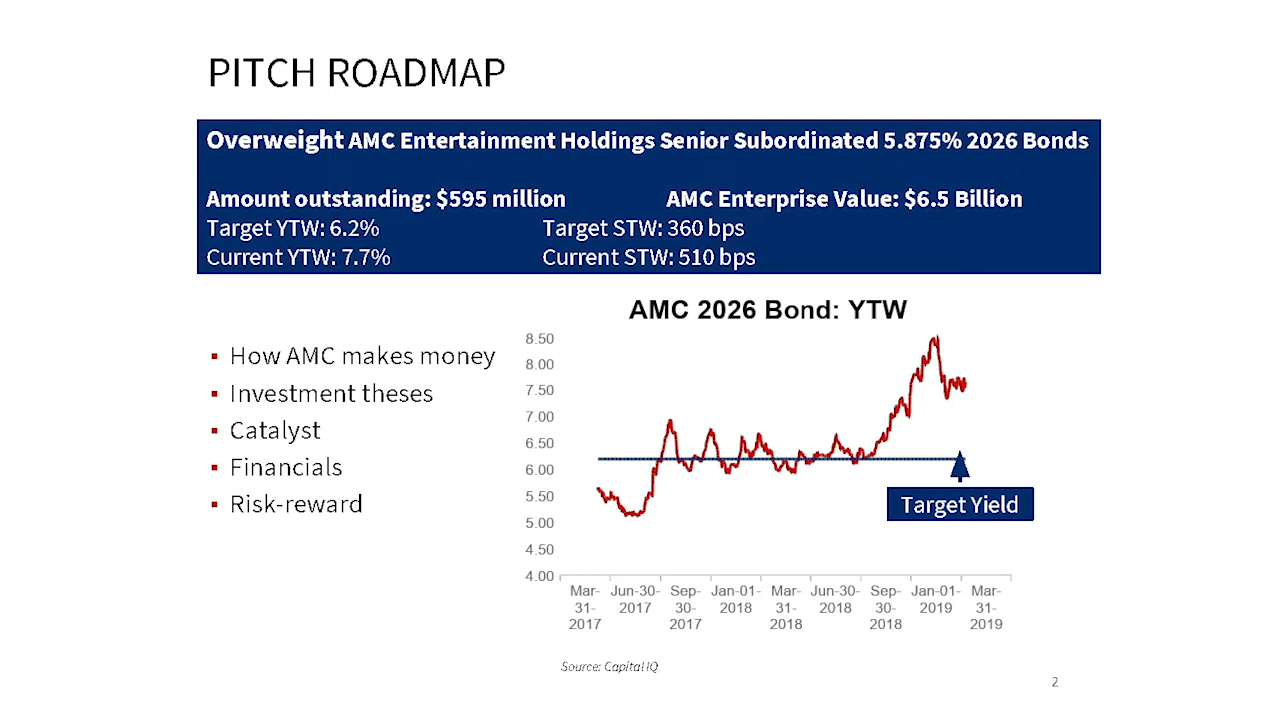 PITCH ROADMAP
Overweight AMC Entertainment Holdings Senior Subordinated 5.875% 2026 Bonds
Amount outstanding: $595 million AMC Enterprise Value: $6.5 Billion
Target YTW: 6.2% Target STW: 360 bps
Current YTW: 7.7% Current STW: 510 bps
▪ How AMC makes money
▪ Investment theses
▪ Catalyst
▪ Financials
▪ Risk-reward
AMC 2026 Bond: YTW
8.50
8.00
7.50
7.00
6.50
6.00
5.50
5.00
4.50
4.00
Target Yield
Mar- Jun-30- Sep- Jan-01- Mar- Jun-30- Sep- Jan-01- Mar-
31- 2017 30- 2018 31- 2018 30- 2019 31-
2017 2017 2018 2018 2019
Source: Capital IQ
2